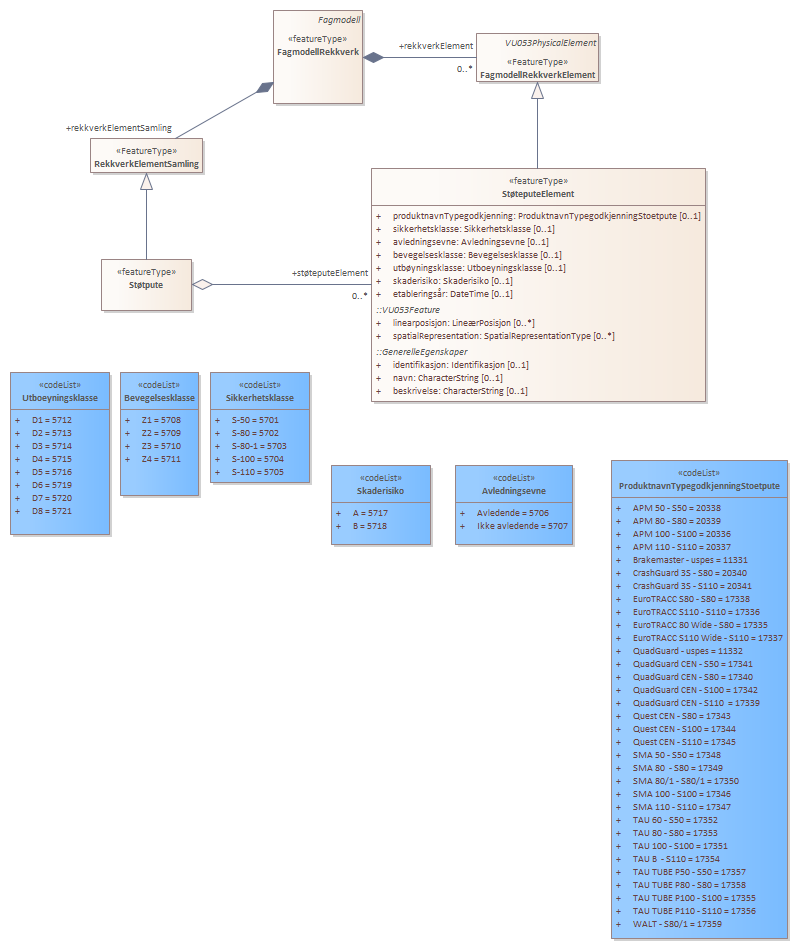 Fagmodell
«featureType»
FagmodellRekkverk
+rekkverkElement
0..*
VU053PhysicalElement
«FeatureType»
FagmodellRekkverkElement
+rekkverkElementSamling
«FeatureType»
RekkverkElementSamling
«featureType»
Støtpute
+støteputeElement
0..*
«featureType»
StøteputeElement
+ produktnavnTypegodkjenning: ProduktnavnTypegodkjenningStoetpute [0..1]
+ sikkerhetsklasse: Sikkerhetsklasse [0..1]
+ avledningsevne: Avledningsevne [0..1]
+ bevegelsesklasse: Bevegelsesklasse [0..1]
+ utbøyningsklasse: Utboeyningsklasse [0..1]
+ skaderisiko: Skaderisiko [0..1]
+ etableringsår: DateTime [0..1]
::VU053Feature
+ linearposisjon: LineærPosisjon [0..*]
+ spatialRepresentation: SpatialRepresentationType [0..*]
::GenerelleEgenskaper
+ identifikasjon: Identifikasjon [0..1]
+ navn: CharacterString [0..1]
+ beskrivelse: CharacterString [0..1]
«codeList»
Utboeyningsklasse
+ D1 = 5712
+ D2 = 5713
+ D3 = 5714
+ D4 = 5715
+ D5 = 5716
+ D6 = 5719
+ D7 = 5720
+ D8 = 5721
«codeList»
Bevegelsesklasse
+ Z1 = 5708
+ Z2 = 5709
+ Z3 = 5710
+ Z4 = 5711
«codeList»
Sikkerhetsklasse
+ S-50 = 5701
+ S-80 = 5702
+ S-80-1 = 5703
+ S-100 = 5704
+ S-110 = 5705
«codeList»
Skaderisiko
+ A = 5717
+ B = 5718
«codeList»
Avledningsevne
+ Avledende = 5706
+ Ikke avledende = 5707
«codeList»
ProduktnavnTypegodkjenningStoetpute
+ APM 50 - S50 = 20338
+ APM 80 - S80 = 20339
+ APM 100 - S100 = 20336
+ APM 110 - S110 = 20337
+ Brakemaster - uspes = 11331
+ CrashGuard 3S - S80 = 20340
+ CrashGuard 3S - S110 = 20341
+ EuroTRACC S80 - S80 = 17338
+ EuroTRACC S110 - S110 = 17336
+ EuroTRACC 80 Wide - S80 = 17335
+ EuroTRACC S110 Wide - S110 = 17337
+ QuadGuard - uspes = 11332
+ QuadGuard CEN - S50 = 17341
+ QuadGuard CEN - S80 = 17340
+ QuadGuard CEN - S100 = 17342
+ QuadGuard CEN - S110 = 17339
+ Quest CEN - S80 = 17343
+ Quest CEN - S100 = 17344
+ Quest CEN - S110 = 17345
+ SMA 50 - S50 = 17348
+ SMA 80 - S80 = 17349
+ SMA 80/1 - S80/1 = 17350
+ SMA 100 - S100 = 17346
+ SMA 110 - S110 = 17347
+ TAU 60 - S50 = 17352
+ TAU 80 - S80 = 17353
+ TAU 100 - S100 = 17351
+ TAU B - S110 = 17354
+ TAU TUBE P50 - S50 = 17357
+ TAU TUBE P80 - S80 = 17358
+ TAU TUBE P100 - S100 = 17355
+ TAU TUBE P110 - S110 = 17356
+ WALT - S80/1 = 17359